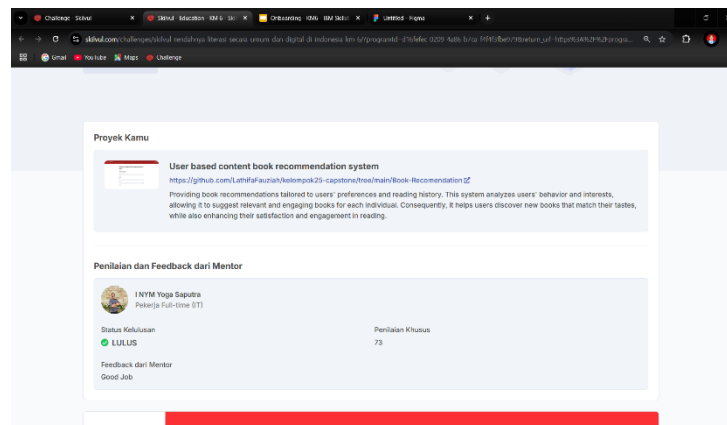 Challenge - Skilvul
Skilvul - Education - KM 6 - Ski
Onboarding - KM6 - IBM Skillz
Untitled - Figma
Gmail
YouTube
Maps
Challenge
Proyek Kamu
User based content book recommendation system
https://github.com/LathifaFauziah/kelompok25-capstone/tree/main/Book-Recomendation
Providing book recommendations tailored to users' preferences and reading history. This system analyzes users' behavior and interests,
allowing it to suggest relevant and engaging books for each individual. Consequently, it helps users discover new books that match their tastes,
while also enhancing their satisfaction and engagement in reading.
Penilaian dan Feedback dari Mentor
I NYM Yoga Saputra
Pekerja Full-time (IT)
Status Kelulusan
Penilaian Khusus
LULUS
73
Feedback dari Mentor
Good Job